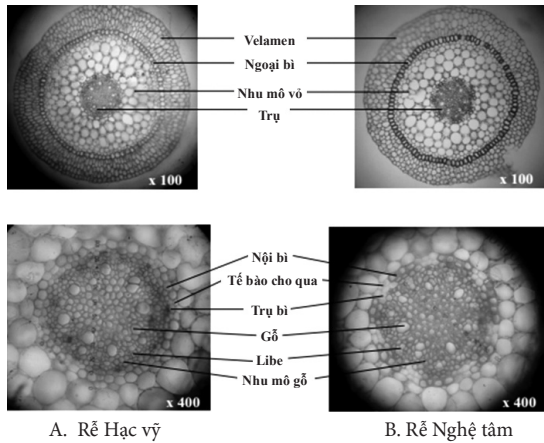 Velamen
Ngoại bì
Nhu mô vỏ
Trụ
x 100
x 100
Nội bì
Tế bào cho qua
Trụ bì
Gỗ
Libe
Nhu mô gỗ
x 400
x 400
A. Rễ Hạc vỹ
B. Rễ Nghệ tâm